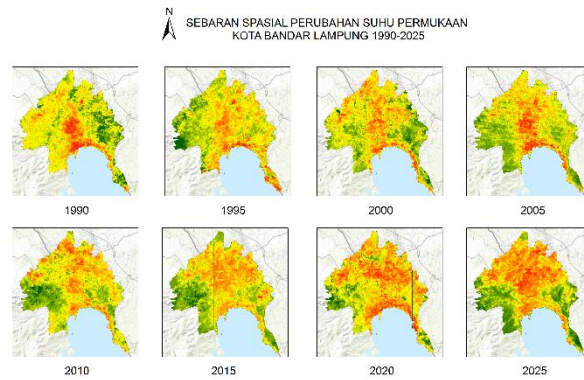 N
SEBARAN SPASIAL PERUBAHAN SUHU PERMUKAAN
KOTA BANDAR LAMPUNG 1990-2025
1990
1995
2000
2005
2010
2015
2020
2025